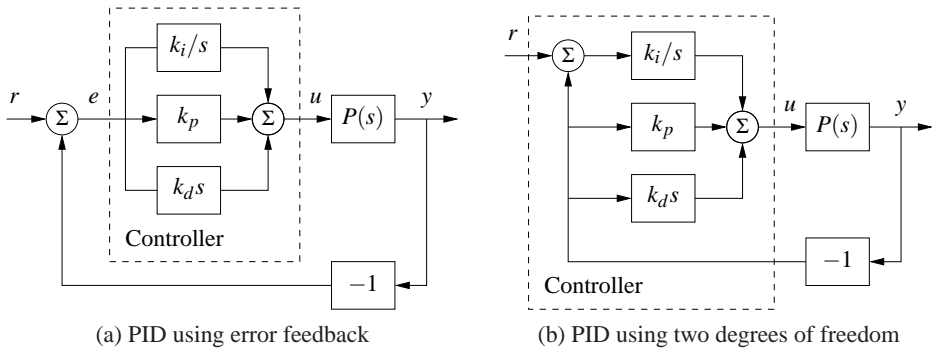 k_i/s
r
Σ
e
k_p
Σ
u
P(s)
y
k_d s
Controller
−1
(a) PID using error feedback
r
Σ
k_i/s
k_p
Σ
u
P(s)
y
k_d s
−1
Controller
(b) PID using two degrees of freedom